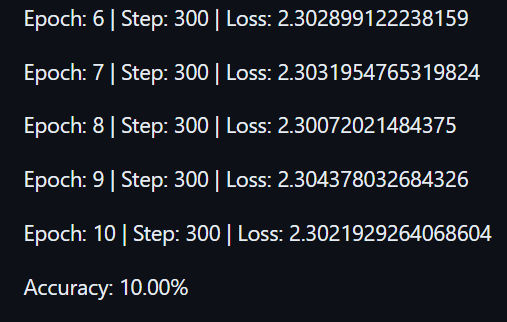 Epoch: 6 | Step: 300 | Loss: 2.302899122238159
Epoch: 7 | Step: 300 | Loss: 2.3031954765319824
Epoch: 8 | Step: 300 | Loss: 2.30072021484375
Epoch: 9 | Step: 300 | Loss: 2.304378032684326
Epoch: 10 | Step: 300 | Loss: 2.3021929264068604
Accuracy: 10.00%